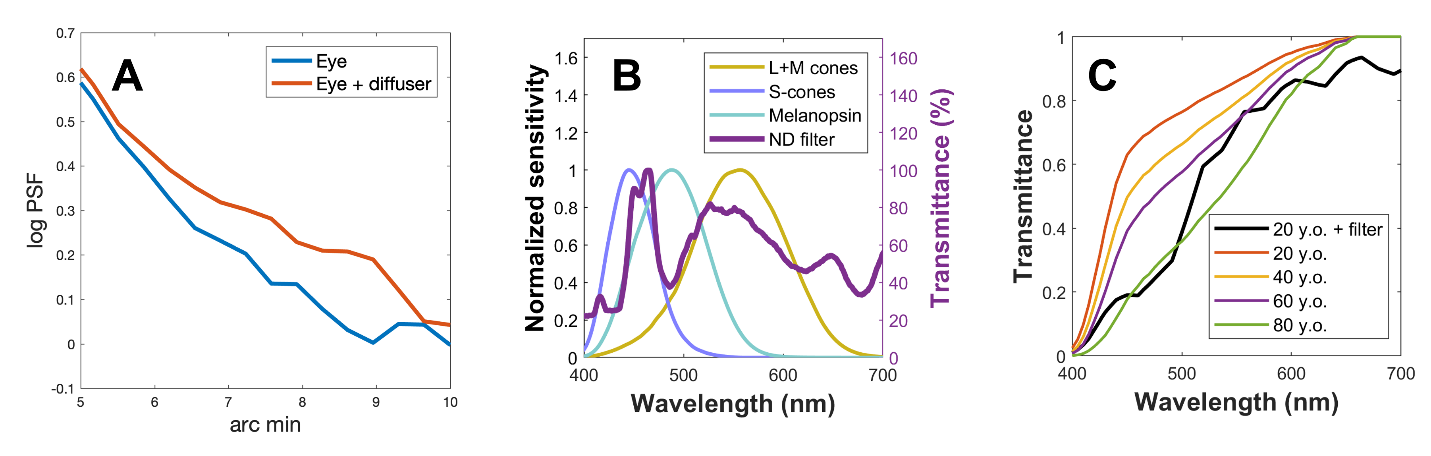 A
Eye
Eye + diffuser
0.7
0.6
0.5
0.4
0.3
0.2
0.1
0
-0.1
log PSF
5
6
7
8
9
10
arc min
B
L+M cones
S-cones
Melanopsin
ND filter
1.6
1.4
1.2
1
0.8
0.6
0.4
0.2
0
Normalized sensitivity
160
140
120
100
80
60
40
20
0
Transmittance (%)
400
500
600
700
Wavelength (nm)
C
1
0.8
0.6
0.4
0.2
0
Transmittance
20 y.o. + filter
20 y.o.
40 y.o.
60 y.o.
80 y.o.
400
500
600
700
Wavelength (nm)